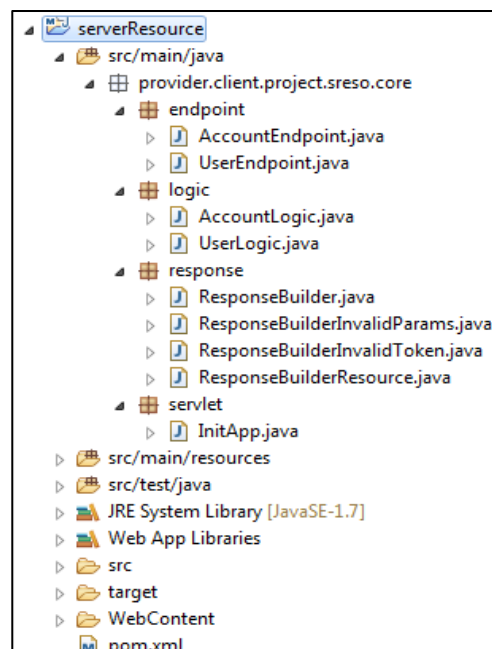 serverResource
src/main/java
provider.client.project.sreso.core
endpoint
AccountEndpoint.java
UserEndpoint.java
logic
AccountLogic.java
UserLogic.java
response
ResponseBuilder.java
ResponseBuilderInvalidParams.java
ResponseBuilderInvalidToken.java
ResponseBuilderResource.java
servlet
InitApp.java
src/main/resources
src/test/java
JRE System Library [JavaSE-1.7]
Web App Libraries
src
target
WebContent
pom.xml